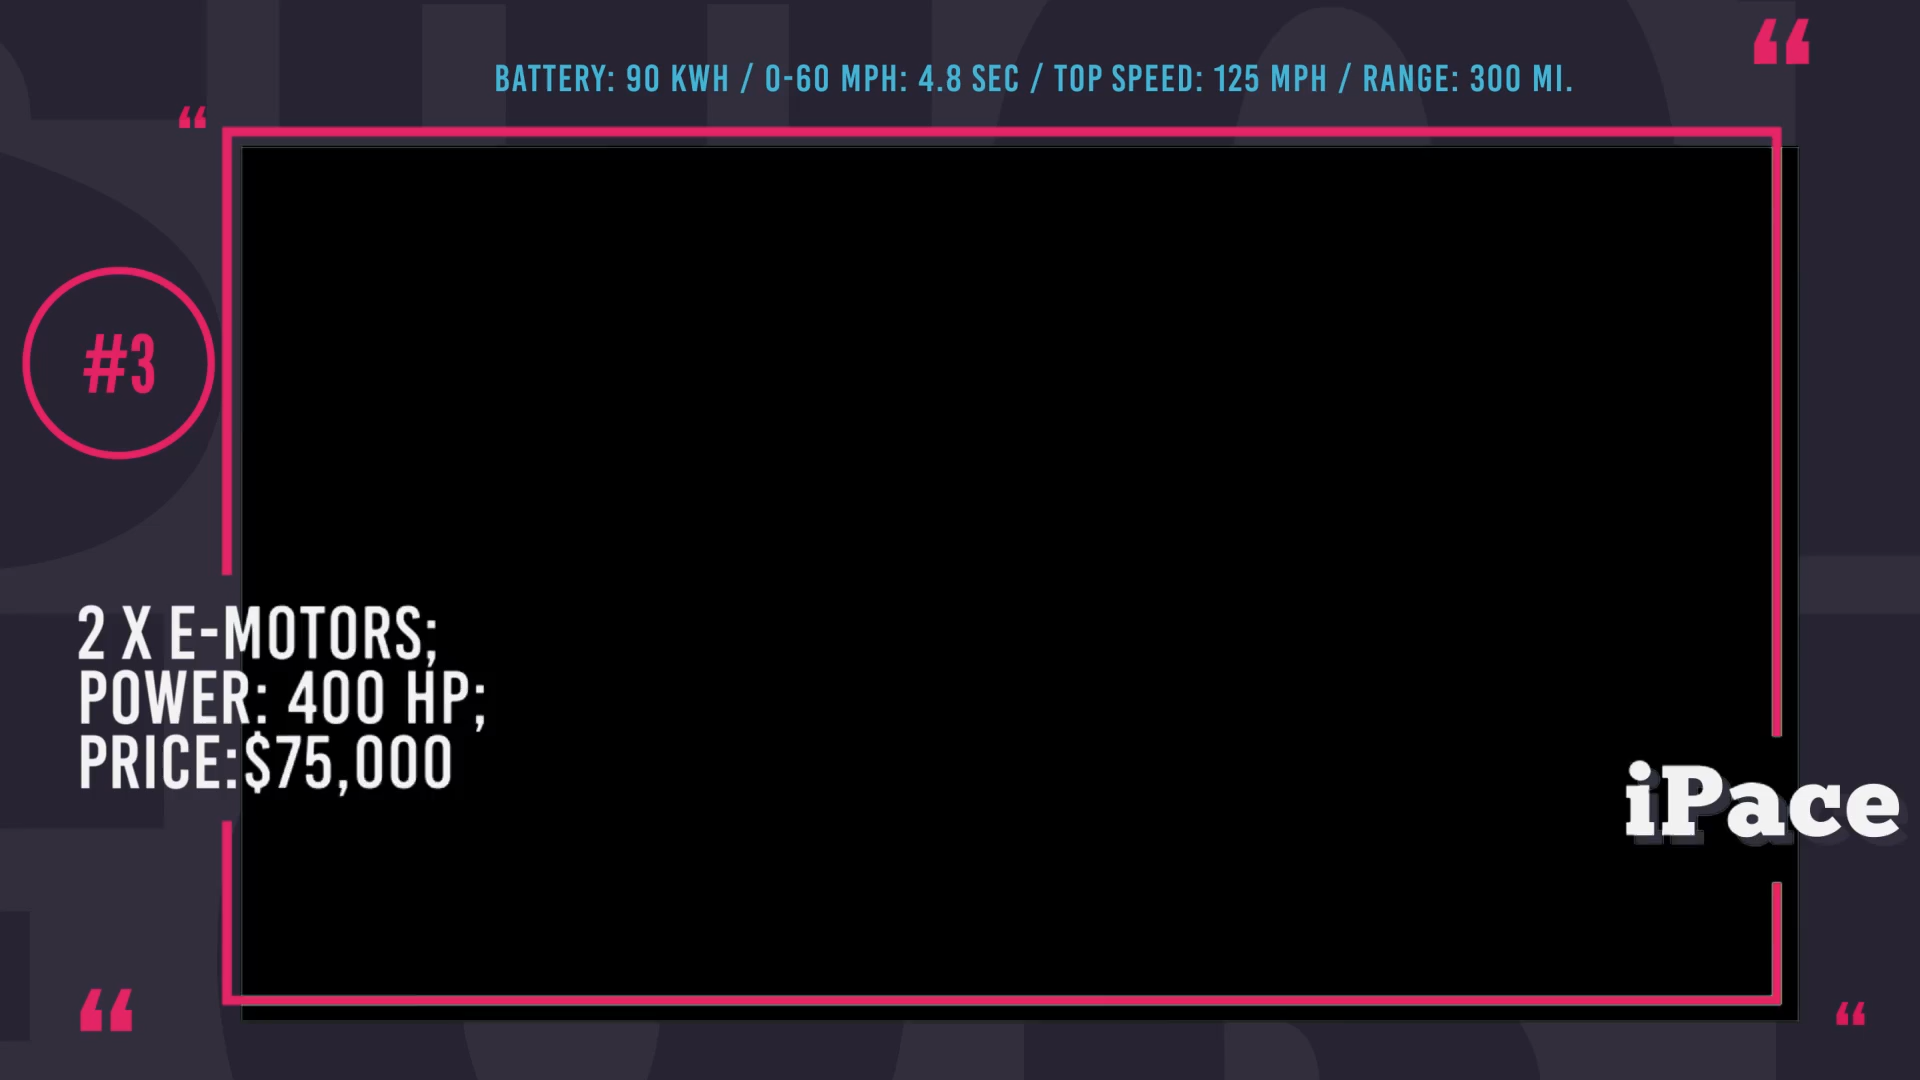 BATTERY: 90 KWH / 0-60 MPH: 4.8 SEC / TOP SPEED: 125 MPH / RANGE: 300 MI.
#3
2 X E-MOTORS;
POWER: 400 HP;
PRICE:$75,000
iPace